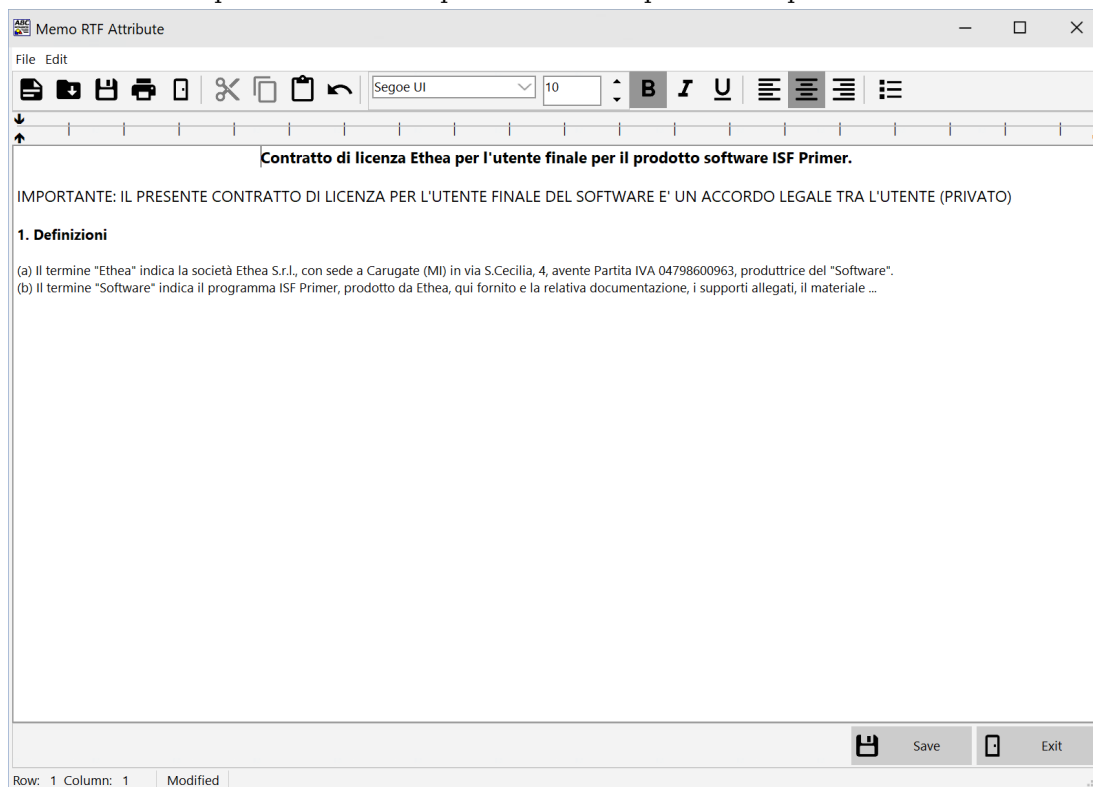 ABC Memo RTF Attribute
File Edit
Segoe UI 10 B I U
Contratto di licenza Ethea per l'utente finale per il prodotto software ISF Primer.
IMPORTANTE: IL PRESENTE CONTRATTO DI LICENZA PER L'UTENTE FINALE DEL SOFTWARE E' UN ACCORDO LEGALE TRA L'UTENTE (PRIVATO)
1. Definizioni
(a) Il termine "Ethea" indica la società Ethea S.r.l., con sede a Carugate (MI) in via S.Cecilia, 4, avente Partita IVA 04798600963, produttrice del "Software".
(b) Il termine "Software" indica il programma ISF Primer, prodotto da Ethea, qui fornito e la relativa documentazione, i supporti allegati, il materiale ...
Save Exit
Row: 1 Column: 1 Modified